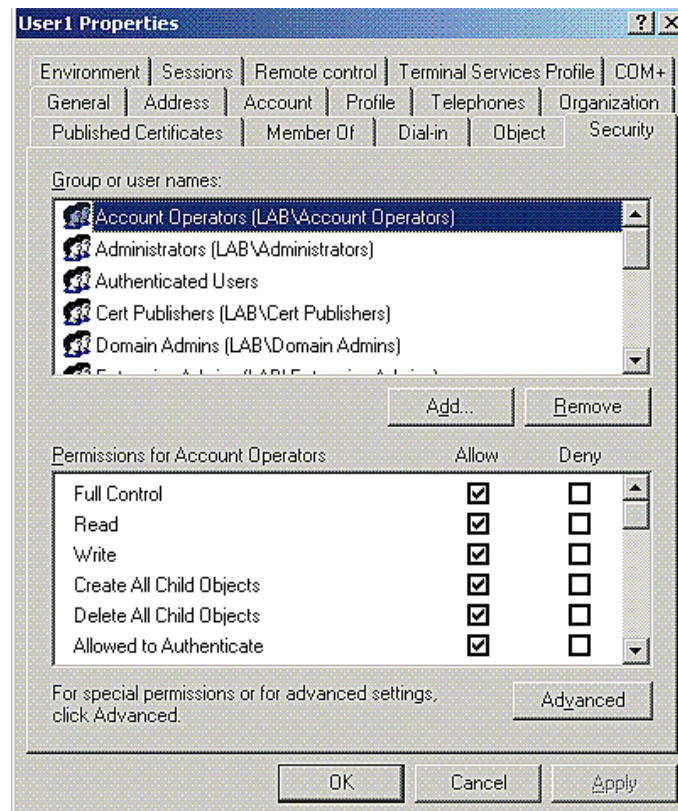 User1 Properties
Environment Sessions Remote control Terminal Services Profile COM+
General Address Account Profile Telephones Organization
Published Certificates Member Of Dial-in Object Security
Group or user names:
Account Operators (LAB\Account Operators)
Administrators (LAB\Administrators)
Authenticated Users
Cert Publishers (LAB\Cert Publishers)
Domain Admins (LAB\Domain Admins)
Add... Remove
Permissions for Account Operators Allow Deny
Full Control
Read
Write
Create All Child Objects
Delete All Child Objects
Allowed to Authenticate
For special permissions or for advanced settings,
click Advanced.
Advanced
OK Cancel Apply